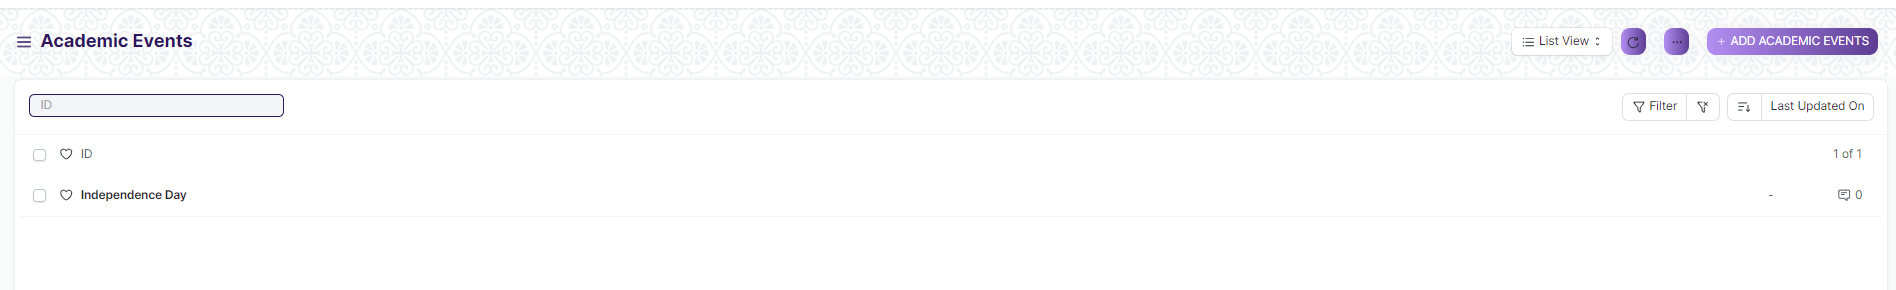 Academic Events
List View
+ ADD ACADEMIC EVENTS
ID
Filter
Last Updated On
ID
1 of 1
Independence Day
-
0